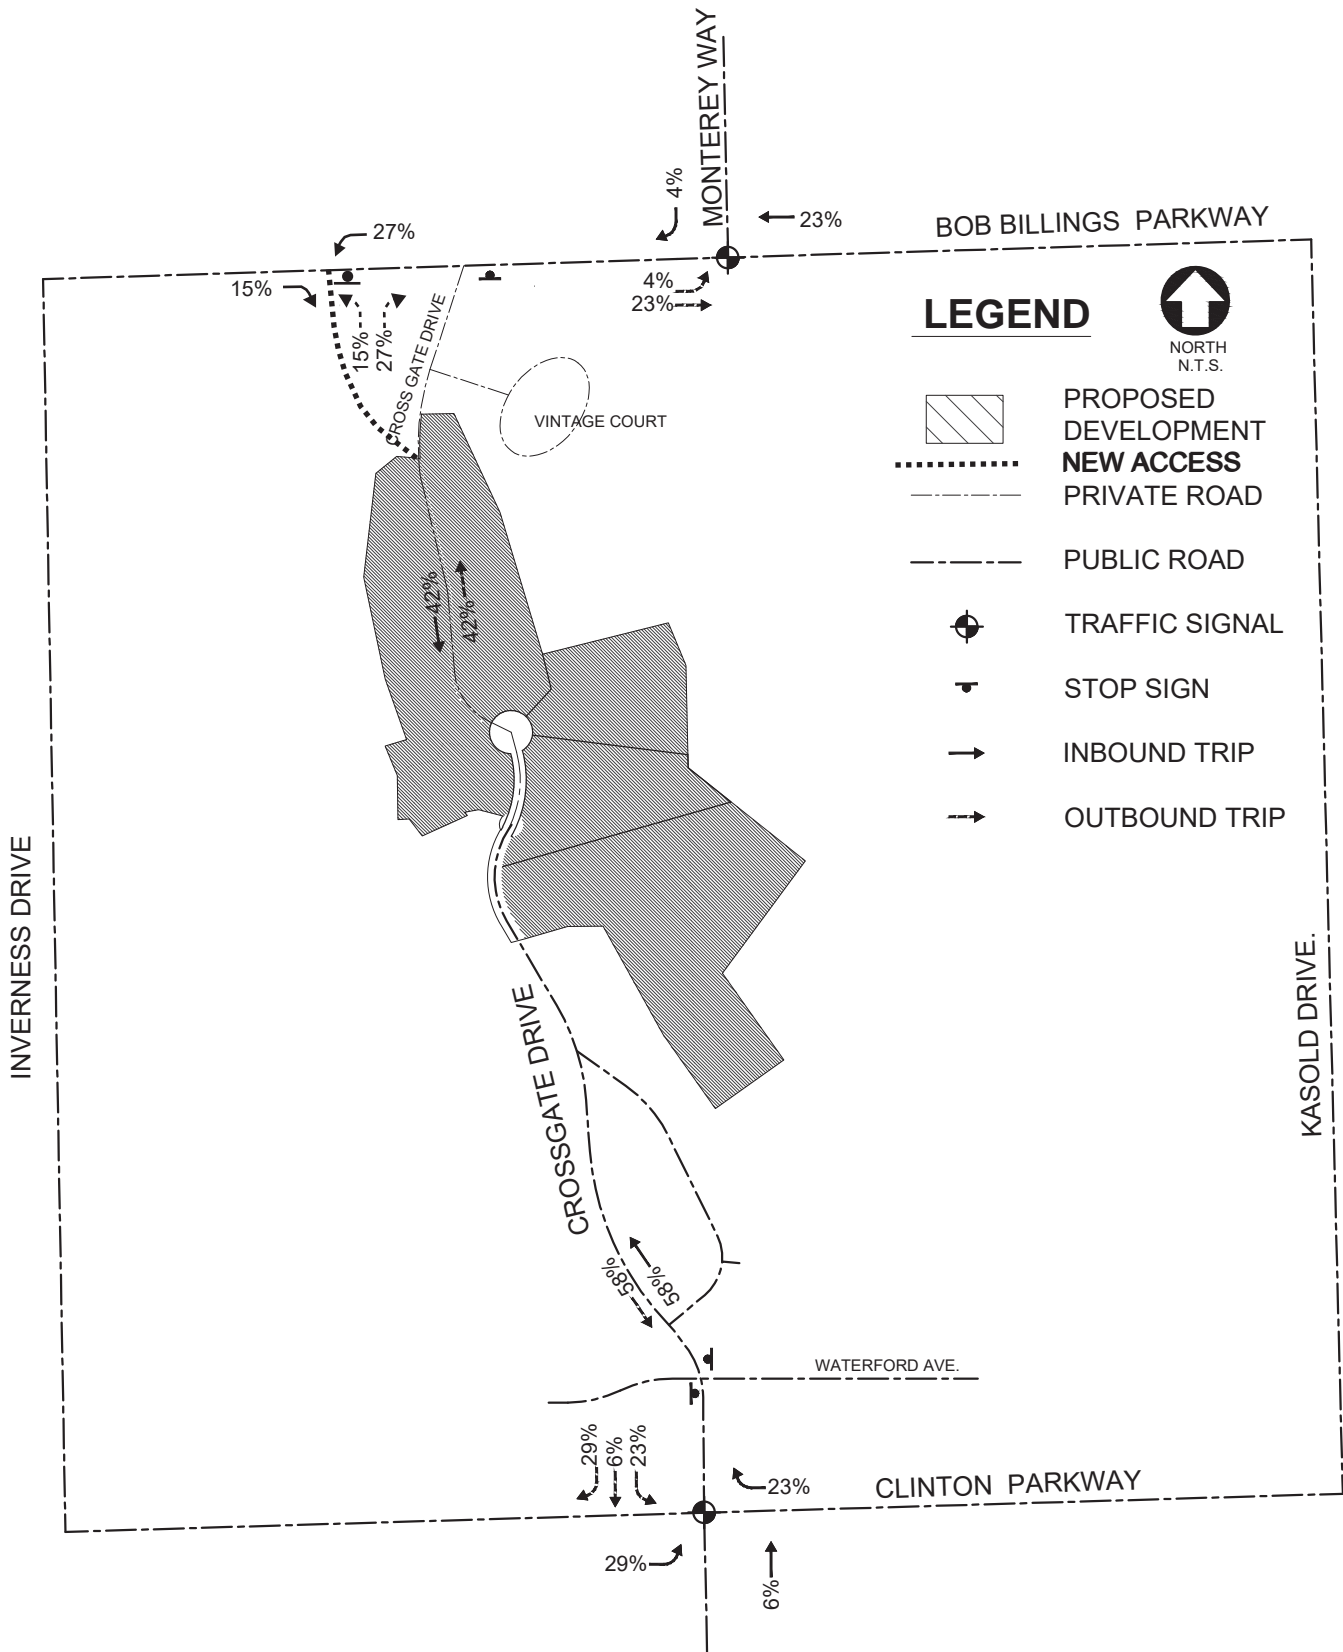 MONTEREY WAY
4%
23%
BOB BILLINGS PARKWAY
27%
15%
4%
23%
15%
27%
CROSS GATE DRIVE
VINTAGE COURT
LEGEND
NORTH
N.T.S.
PROPOSED
DEVELOPMENT
NEW ACCESS
PRIVATE ROAD
PUBLIC ROAD
TRAFFIC SIGNAL
STOP SIGN
INBOUND TRIP
OUTBOUND TRIP
42%
42%
INVERNESS DRIVE
KASOLD DRIVE.
CROSSGATE DRIVE
58%
58%
WATERFORD AVE.
29%
6%
23%
23%
CLINTON PARKWAY
29%
6%